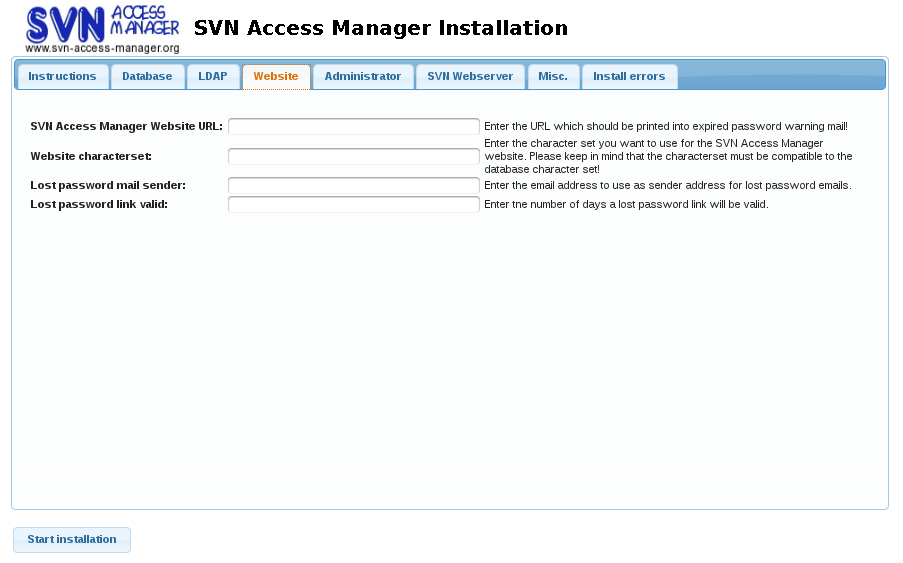 SVN ACCESS MANAGER
www.svn-access-manager.org
SVN Access Manager Installation
Instructions Database LDAP Website Administrator SVN Webserver Misc. Install errors
SVN Access Manager Website URL: Enter the URL which should be printed into expired password warning mail!
Website characterset: Enter the character set you want to use for the SVN Access Manager
website. Please keep in mind that the characterset must be compatible to the
database character set!
Lost password mail sender: Enter the email address to use as sender address for lost password emails.
Lost password link valid: Enter the number of days a lost password link will be valid.
Start installation